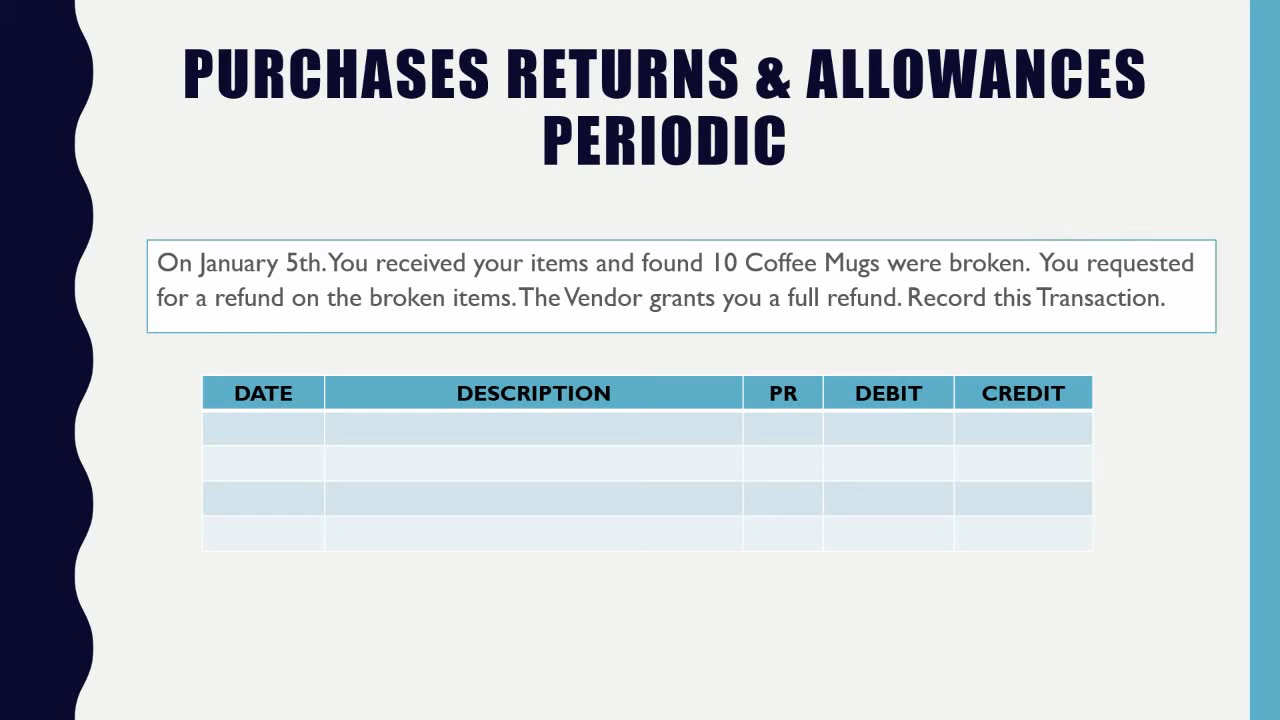 PURCHASES RETURNS & ALLOWANCES
PERIODIC
On January 5th. You received your items and found 10 Coffee Mugs were broken.  You requested
for a refund on the broken items. The Vendor grants you a full refund. Record this Transaction.
DATE DESCRIPTION PR DEBIT CREDIT